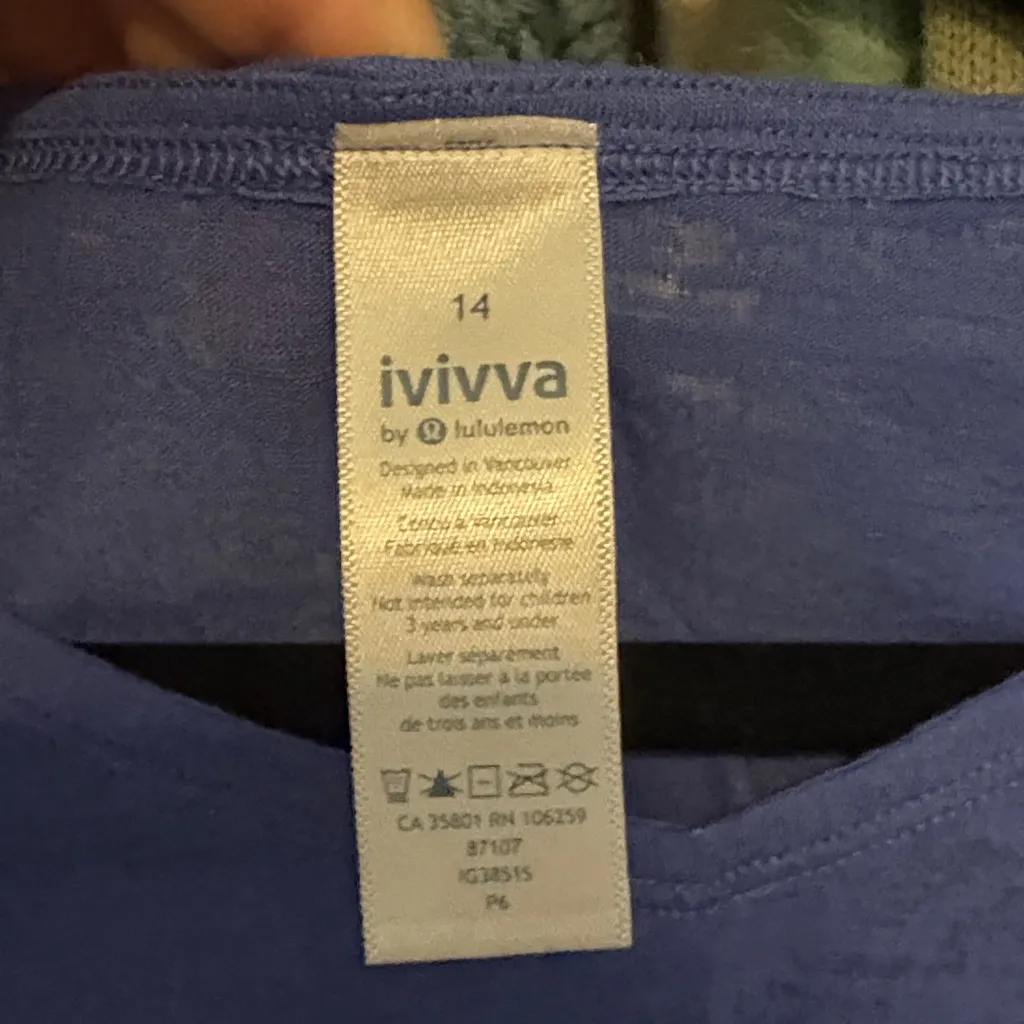 14
ivivva
by lululemon
Designed in Vancouver
Made in Indonesia
Conçu à Vancouver
Fabriqué en Indonésie
Wash separately
Not intended for children
3 years and under
Laver séparément
Ne pas laisser à la portée
des enfants
de trois ans et moins
CA 35801 RN 106259
87107
IG38515
P6